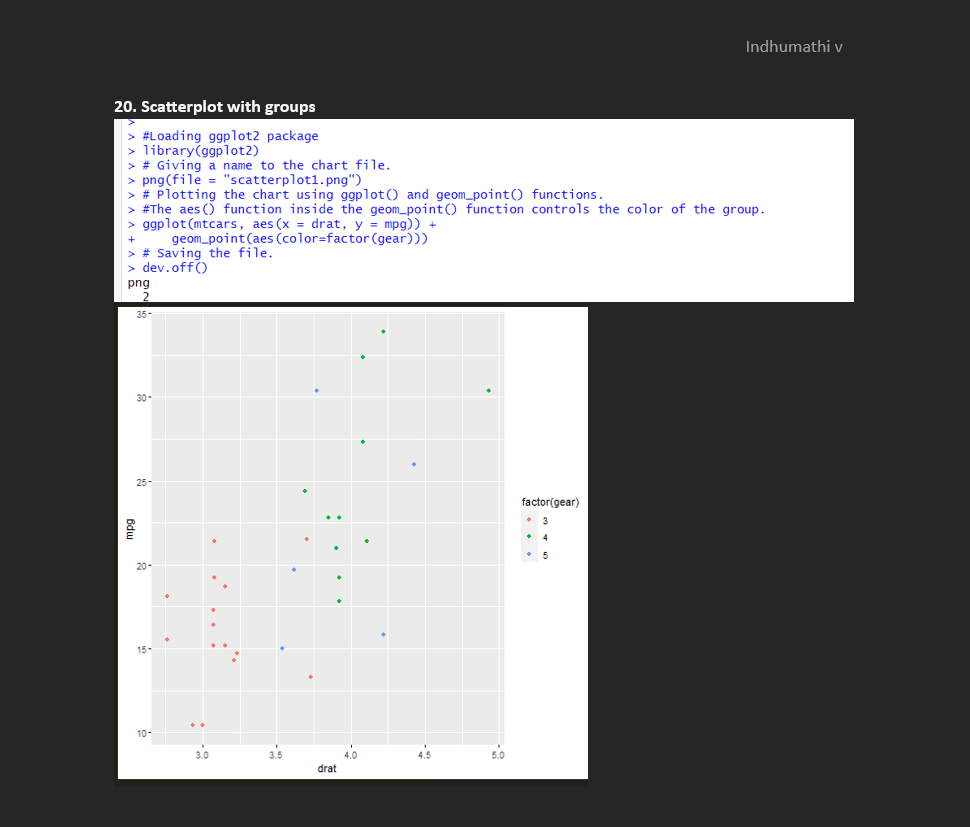 Indhumathi v
20. Scatterplot with groups
>
> #Loading ggplot2 package
> library(ggplot2)
> # Giving a name to the chart file.
> png(file = "scatterplot1.png")
> # Plotting the chart using ggplot() and geom_point() functions.
> #The aes() function inside the geom_point() function controls the color of the group.
> ggplot(mtcars, aes(x = drat, y = mpg)) +
+     geom_point(aes(color=factor(gear)))
> # Saving the file.
> dev.off()
png
  2
35
30
25
20
15
10
mpg
3.0 3.5 4.0 4.5 5.0
drat
factor(gear)
3
4
5